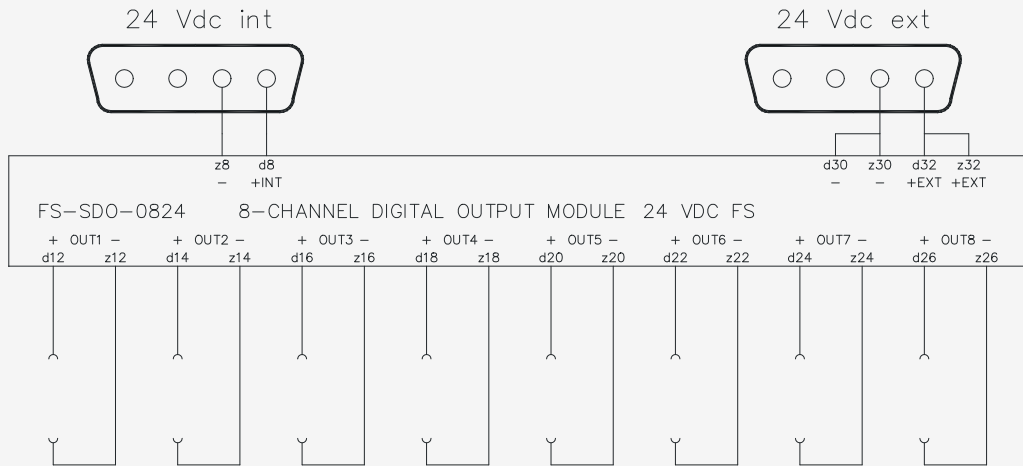 24 Vdc int 24 Vdc ext
z8 d8 d30 z30 d32 z32
- +INT - - +EXT +EXT
FS-SDO-0824 8-CHANNEL DIGITAL OUTPUT MODULE 24 VDC FS
+ OUT1 - + OUT2 - + OUT3 - + OUT4 - + OUT5 - + OUT6 - + OUT7 - + OUT8 -
d12 z12 d14 z14 d16 z16 d18 z18 d20 z20 d22 z22 d24 z24 d26 z26